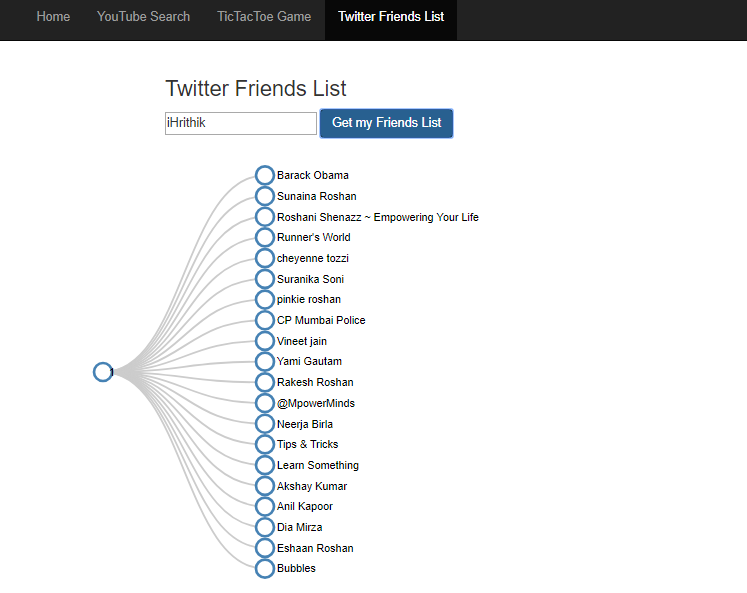 Home YouTube Search TicTacToe Game Twitter Friends List
Twitter Friends List
iHrithik Get my Friends List
Barack Obama
Sunaina Roshan
Roshani Shenazz ~ Empowering Your Life
Runner's World
cheyenne tozzi
Suranika Soni
pinkie roshan
CP Mumbai Police
Vineet jain
Yami Gautam
Rakesh Roshan
@MpowerMinds
Neerja Birla
Tips & Tricks
Learn Something
Akshay Kumar
Anil Kapoor
Dia Mirza
Eshaan Roshan
Bubbles